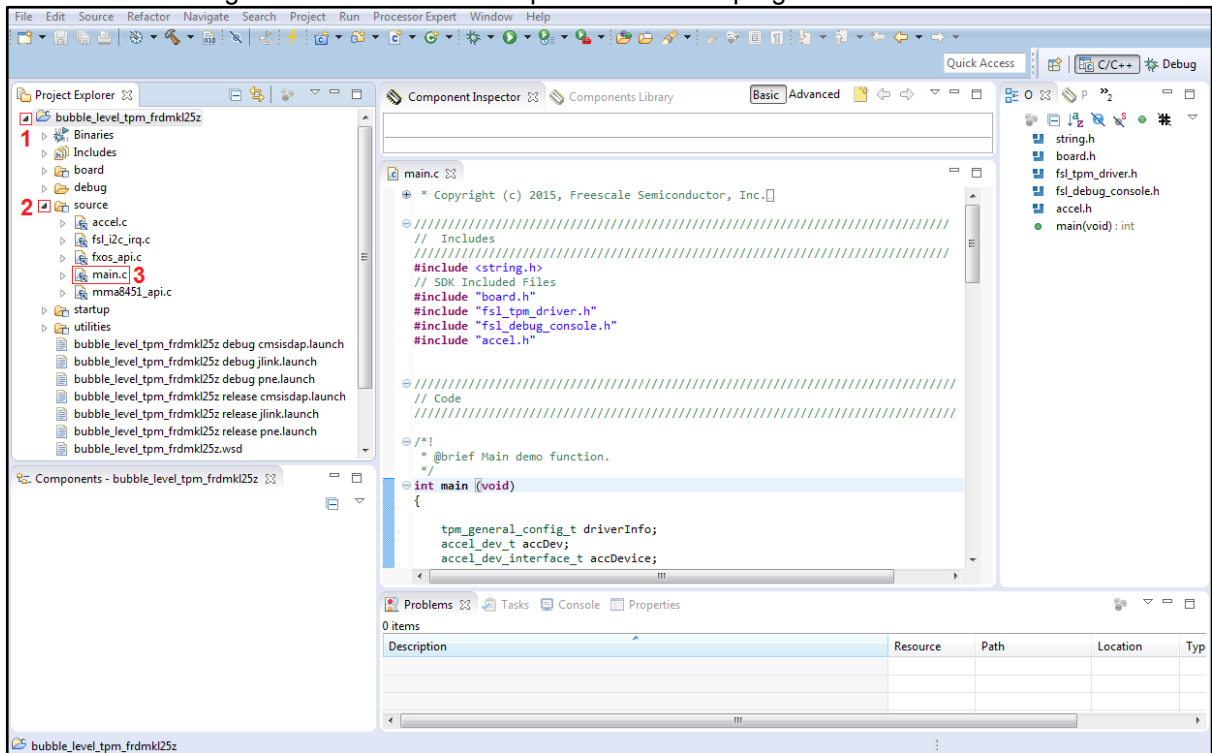 File Edit Source Refactor Navigate Search Project Run Processor Expert Window Help
Quick Access
C/C++
Debug
Project Explorer
1
bubble_level_tpm_frdmkl25z
Binaries
Includes
board
debug
2
source
accel.c
fsl_i2c_irq.c
fxos_api.c
main.c 3
mma8451_api.c
startup
utilities
bubble_level_tpm_frdmkl25z debug cmsisdap.launch
bubble_level_tpm_frdmkl25z debug jlink.launch
bubble_level_tpm_frdmkl25z debug pne.launch
bubble_level_tpm_frdmkl25z release cmsisdap.launch
bubble_level_tpm_frdmkl25z release jlink.launch
bubble_level_tpm_frdmkl25z release pne.launch
bubble_level_tpm_frdmkl25z.wsd
Components - bubble_level_tpm_frdmkl25z
Component Inspector
Components Library
Basic Advanced
main.c
* Copyright (c) 2015, Freescale Semiconductor, Inc.
////////////////////////////////////////////////////////////////////////////////
// Includes
////////////////////////////////////////////////////////////////////////////////
#include <string.h>
// SDK Included Files
#include "board.h"
#include "fsl_tpm_driver.h"
#include "fsl_debug_console.h"
#include "accel.h"
////////////////////////////////////////////////////////////////////////////////
// Code
////////////////////////////////////////////////////////////////////////////////
/*!
* @brief Main demo function.
*/
int main (void)
{
tpm_general_config_t driverInfo;
accel_dev_t accDev;
accel_dev_interface_t accDevice;
O
P
»2
string.h
board.h
fsl_tpm_driver.h
fsl_debug_console.h
accel.h
main(void) : int
Problems
Tasks
Console
Properties
0 items
Description
Resource
Path
Location
Typ
bubble_level_tpm_frdmkl25z